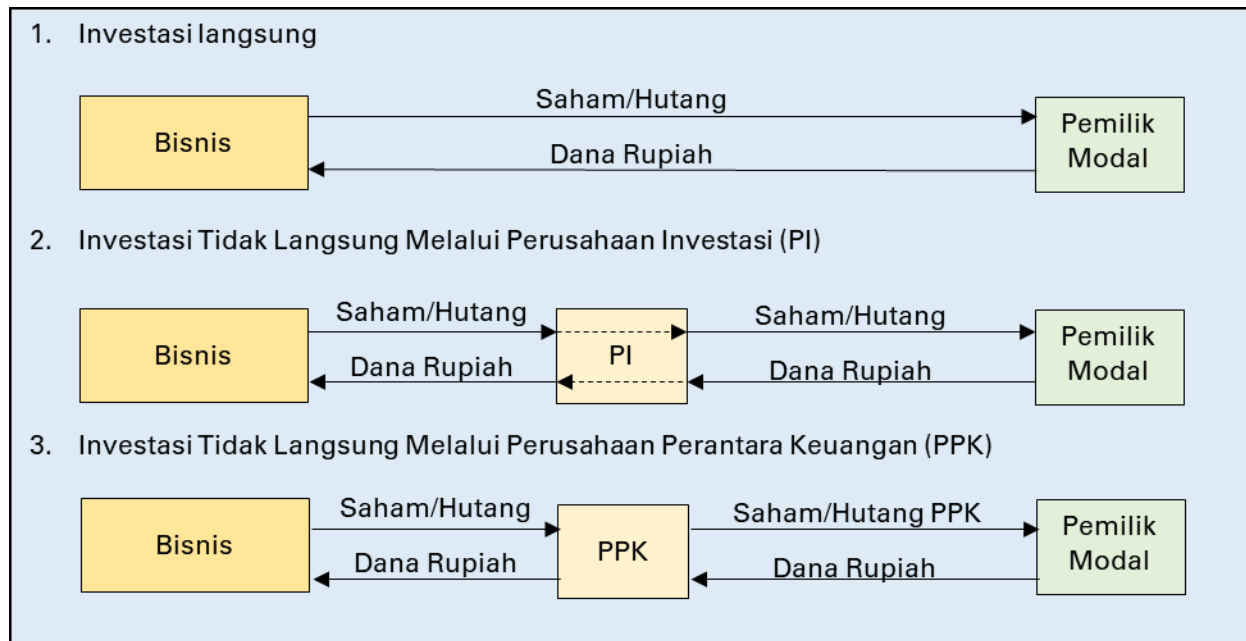 1. Investasi langsung
Saham/Hutang
Bisnis
Dana Rupiah
Pemilik
Modal
2. Investasi Tidak Langsung Melalui Perusahaan Investasi (PI)
Saham/Hutang
Saham/Hutang
Bisnis
PI
Dana Rupiah
Dana Rupiah
Pemilik
Modal
3. Investasi Tidak Langsung Melalui Perusahaan Perantara Keuangan (PPK)
Saham/Hutang
Saham/Hutang PPK
Bisnis
PPK
Dana Rupiah
Dana Rupiah
Pemilik
Modal